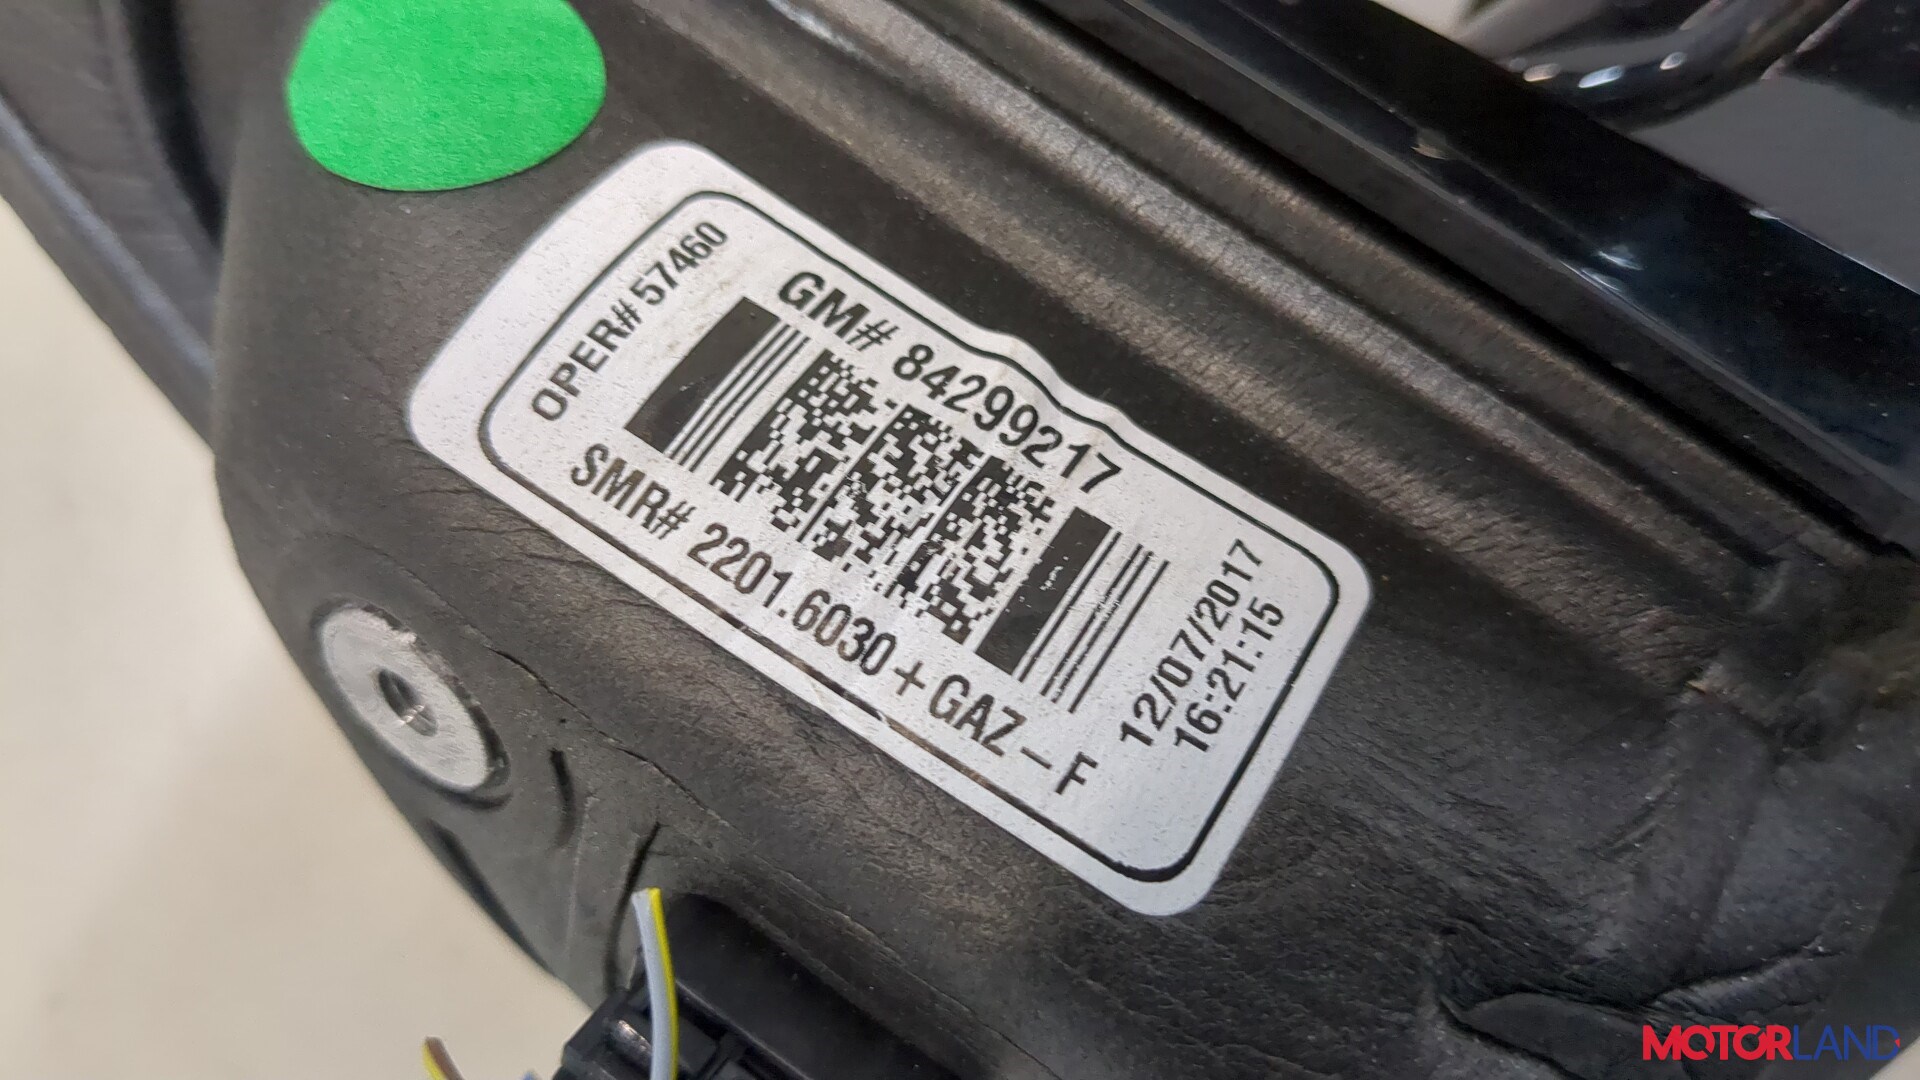 OPER# 57460
GM# 84299217
SMR# 2201.6030+GAZ-F
12/07/2017
16:21:15
MOTORLAND